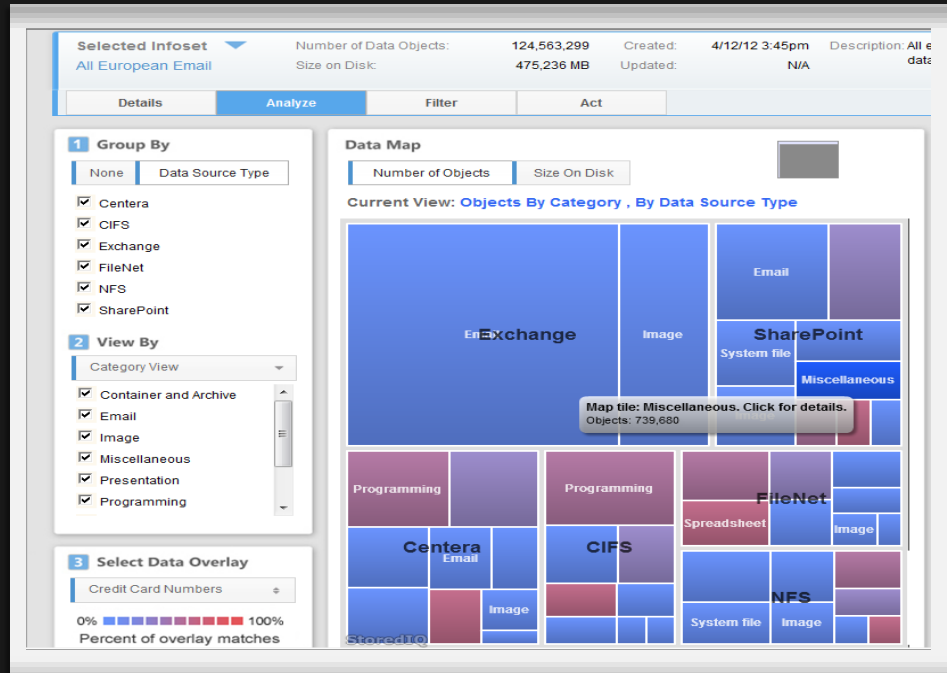 Selected Infoset Number of Data Objects: 124,563,299 Created: 4/12/12 3:45pm Description: All e
All European Email Size on Disk: 475,236 MB Updated: N/A data
Details Analyze Filter Act
1 Group By
None Data Source Type
Centera
CIFS
Exchange
FileNet
NFS
SharePoint
2 View By
Category View
Container and Archive
Email
Image
Miscellaneous
Presentation
Programming
3 Select Data Overlay
Credit Card Numbers
0% 100%
Percent of overlay matches
Data Map
Number of Objects Size On Disk
Current View: Objects By Category , By Data Source Type
Email
Email Exchange Image SharePoint
System file
Miscellaneous
Map tile: Miscellaneous. Click for details.
Objects: 739,680
Programming Programming
FileNet
Spreadsheet Image
Centera CIFS
Email
NFS
Image
System file Image
StoredIQ